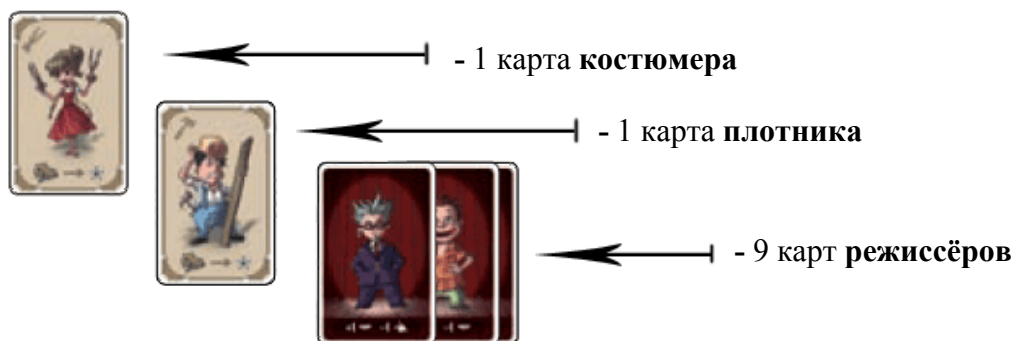 - 1 карта костюмера
- 1 карта плотника
- 9 карт режиссёров